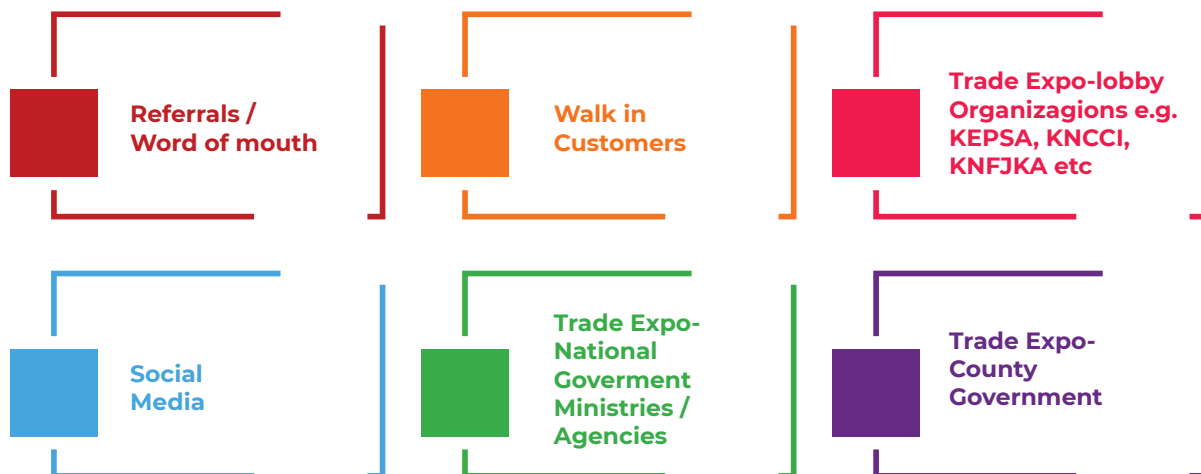 Referrals /
Word of mouth
Walk in
Customers
Trade Expo-lobby
Organizagions e.g.
KEPSA, KNCCI,
KNFJKA etc
Social
Media
Trade Expo-
National
Goverment
Ministries /
Agencies
Trade Expo-
County
Government